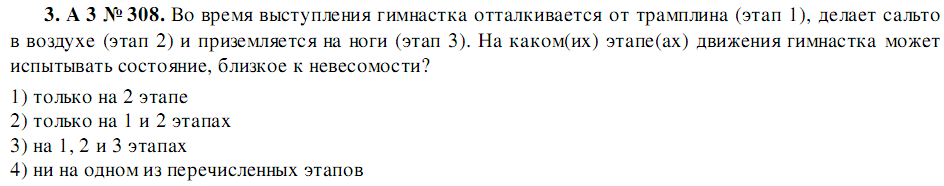 3. А 3 № 308. Во время выступления гимнастка отталкивается от трамплина (этап 1), делает сальто
в воздухе (этап 2) и приземляется на ноги (этап 3). На каком(их) этапе(ах) движения гимнастка может
испытывать состояние, близкое к невесомости?
1) только на 2 этапе
2) только на 1 и 2 этапах
3) на 1, 2 и 3 этапах
4) ни на одном из перечисленных этапов